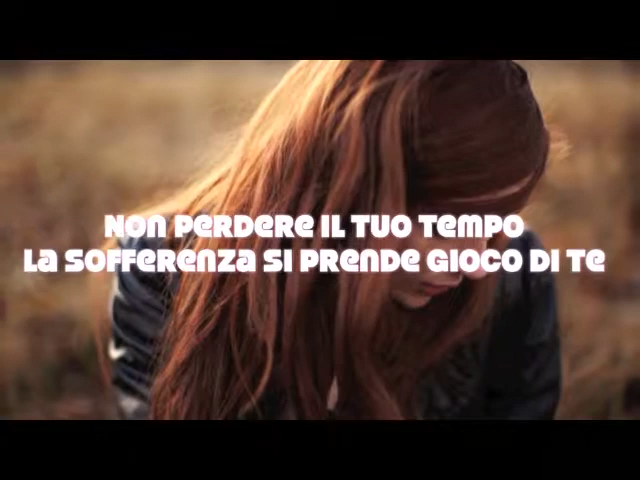 Non perdere il tuo tempo
la sofferenza si prende gioco di te